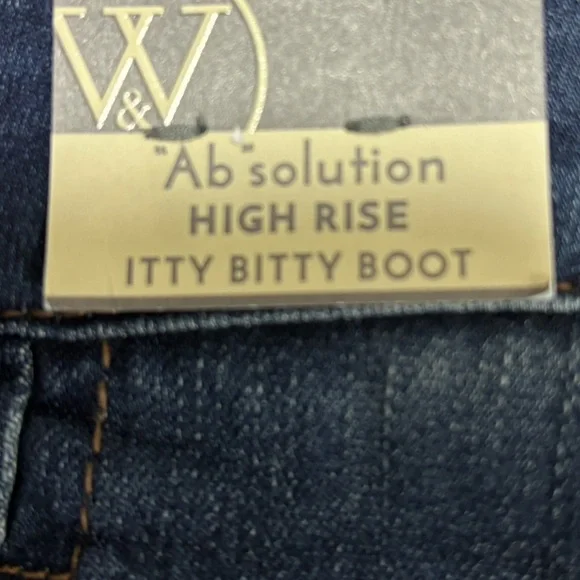 W
&
"Ab"solution
HIGH RISE
ITTY BITTY BOOT